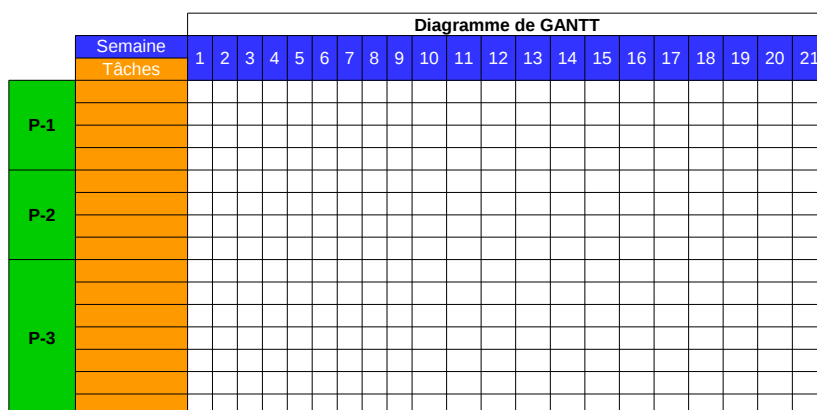 Diagramme de GANTT
Semaine 1 2 3 4 5 6 7 8 9 10 11 12 13 14 15 16 17 18 19 20 21
Tâches
P-1
P-2
P-3